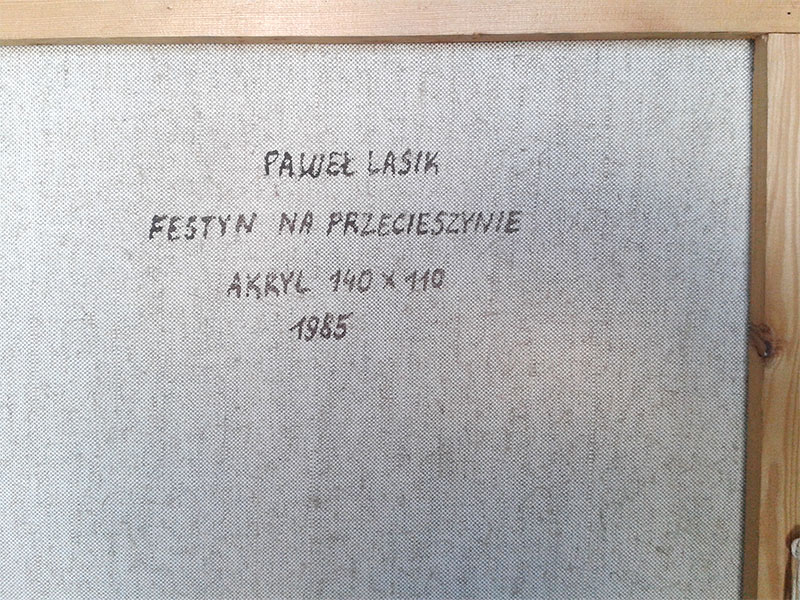 PAWEŁ LASIK
FESTYN NA PRZECIESZYNIE
AKRYL 140 x 110
1985